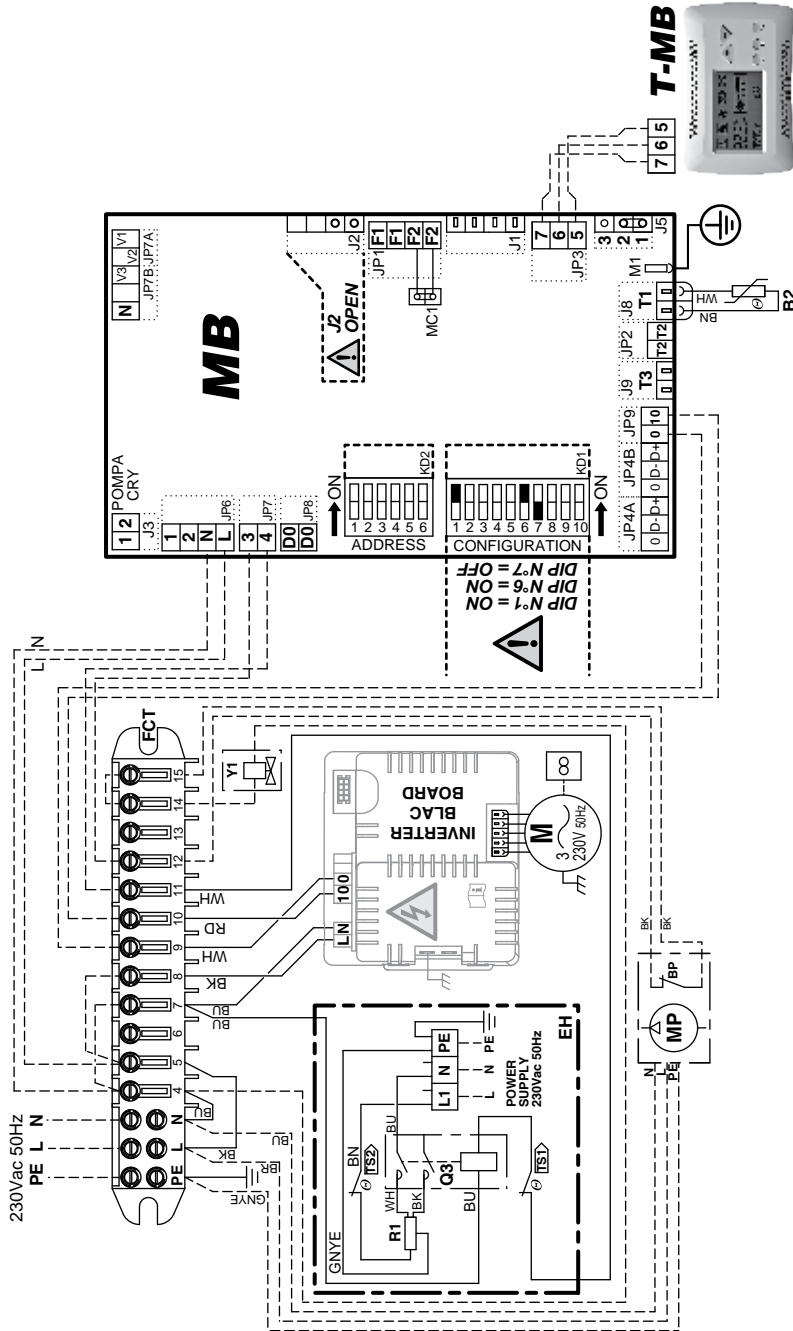 T-MB
7 6 5
V1
V2
V3
N
JP7B JP7A
MB
J2
OPEN
J2
F1
F1
F2
F2
JP1
MC1
J1
7
6
5
JP3
3
2
1
J5
M1
POMPA
CRY
1 2
J3
1
2
N
L
JP6
3
4
JP7
D0
D0
JP8
ON
1
2
3
4
5
6
KD2
ADDRESS
1
2
3
4
5
6
7
8
9
10
KD1
ON
CONFIGURATION
DIP N°1 = ON
DIP N°6 = ON
DIP N°7 = OFF
0 D- D+
JP4A
0 D- D+
JP4B
0 10
JP9
J9
T3
JP2
T2 T2
J8
T1
WH
BN
B2
L
N
230Vac 50Hz
PE L N
PE L N
4 5 6 7 8 9 10 11 12 13 14 15
FCT
Y1
GNYE
BR
BK
BU
BU
BU
BU
BK
WH
RD
WH
INVERTER
BLAC
BOARD
L N
10 0
M
3
230V 50Hz
8
EH
POWER
SUPPLY
230Vac 50Hz
L1 N PE
L N PE
BN
TS2
BU
WH
BK
R1
Q3
BU
TS1
GNYE
N
L
PE
MP
BP
BK
BK